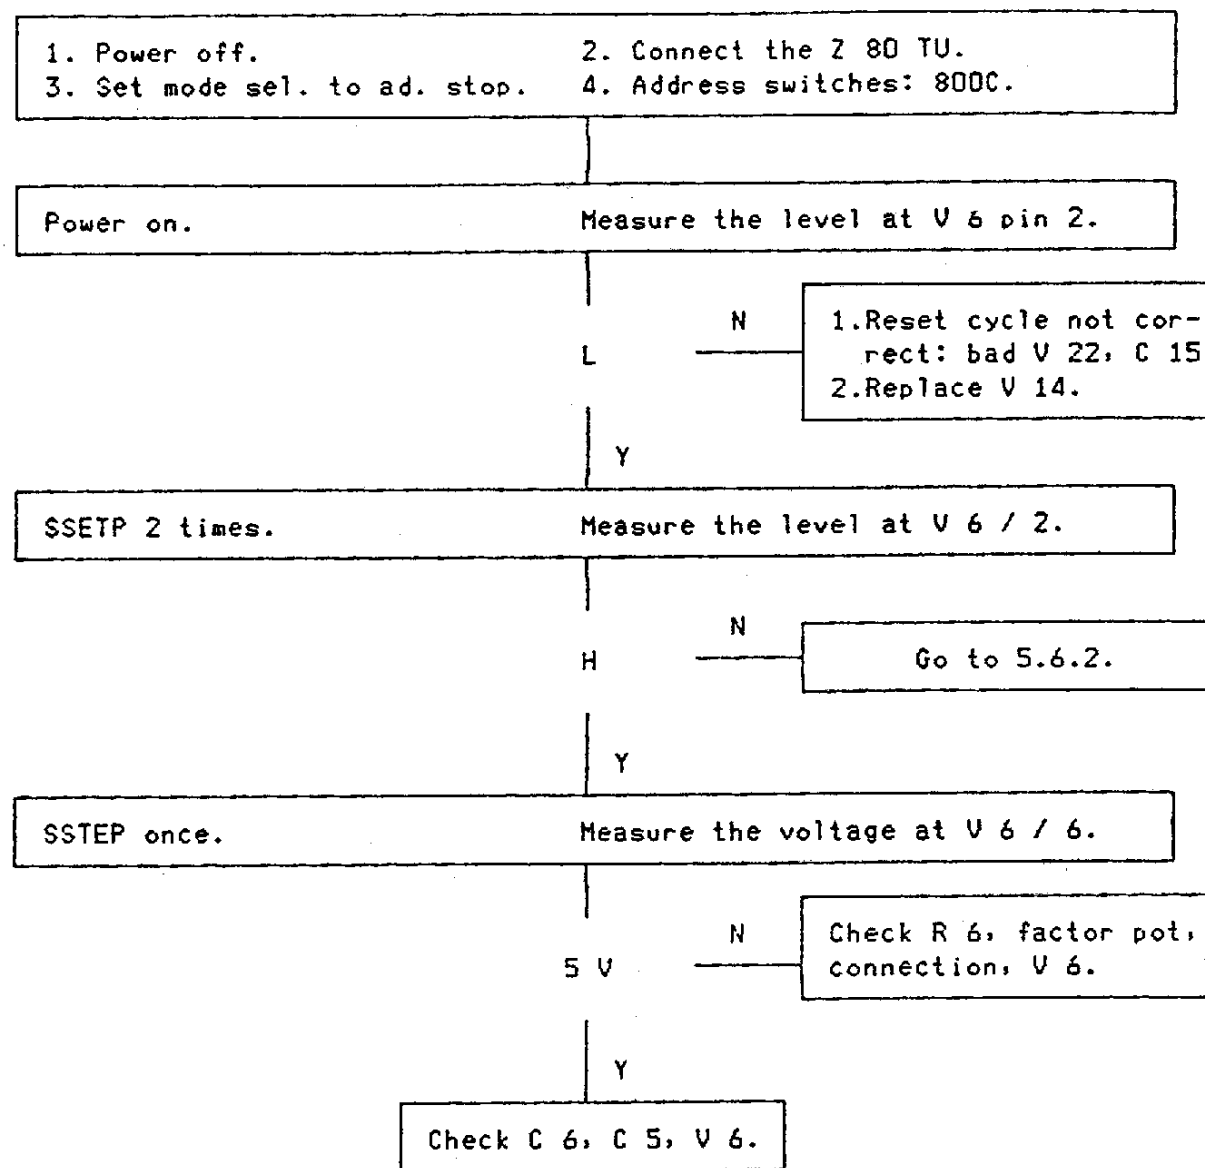 1. Power off. 2. Connect the Z 80 TU.
3. Set mode sel. to ad. stop. 4. Address switches: 800C.
Power on. Measure the level at V 6 pin 2.
N
1.Reset cycle not cor-
rect: bad V 22, C 15
2.Replace V 14.
L
Y
SSETP 2 times. Measure the level at V 6 / 2.
N
H
Go to 5.6.2.
Y
SSTEP once. Measure the voltage at V 6 / 6.
N
Check R 6, factor pot,
connection, V 6.
5 V
Y
Check C 6, C 5, V 6.